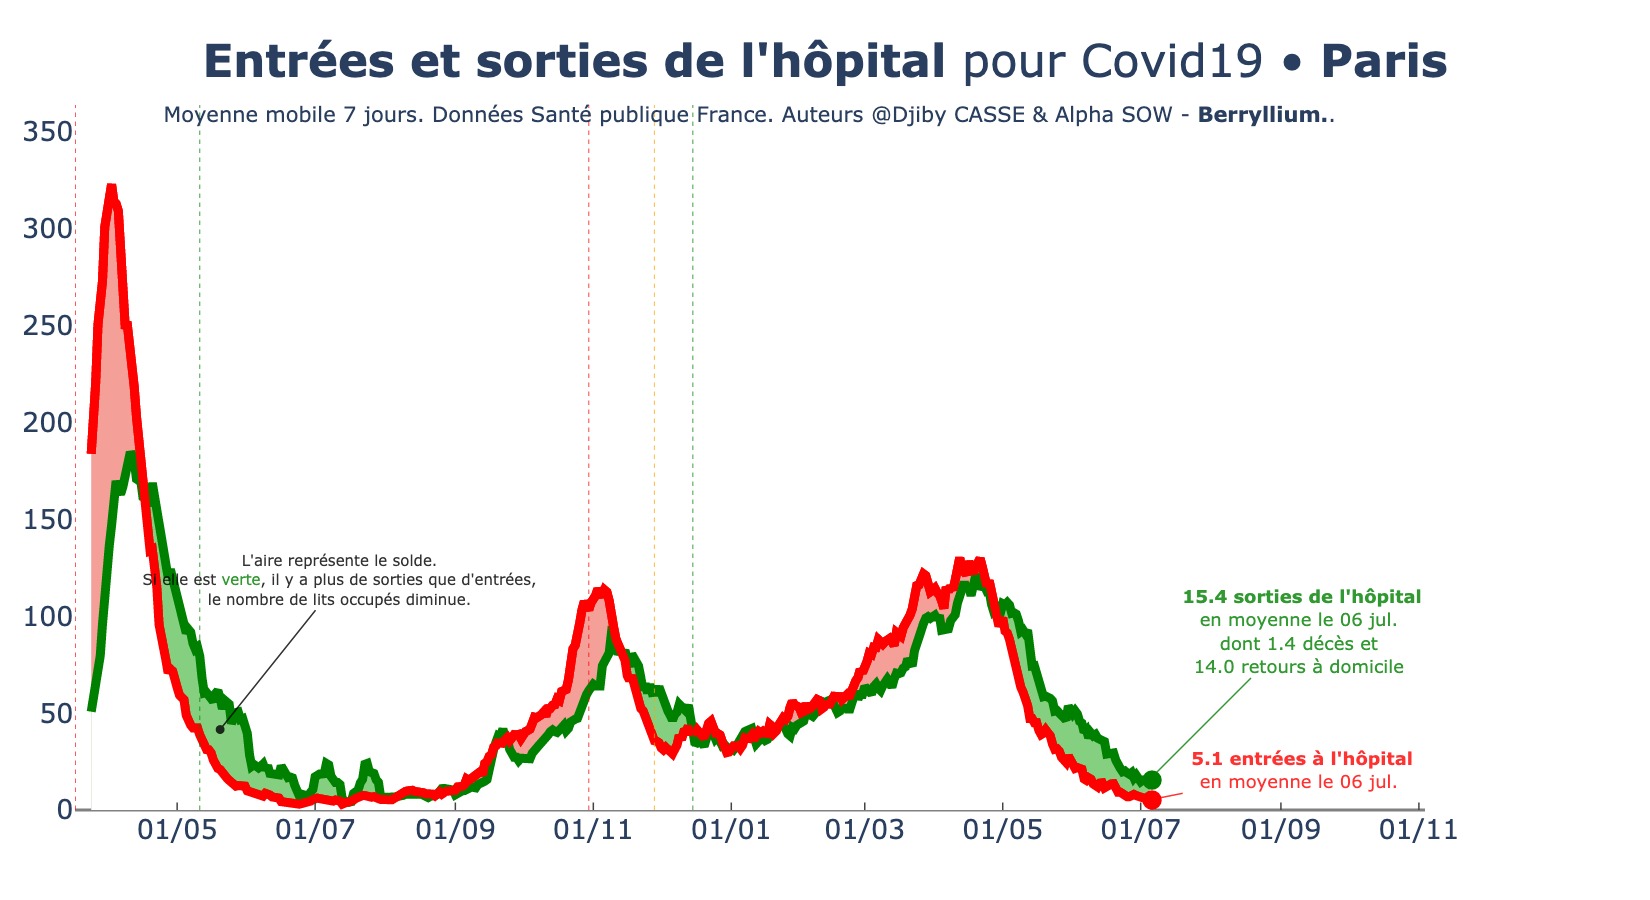 Entrées et sorties de l'hôpital pour Covid19 • Paris
Moyenne mobile 7 jours. Données Santé publique France. Auteurs @Djiby CASSE & Alpha SOW - Berryllium..
350
300
250
200
150
100
50
0
L'aire représente le solde.
Si elle est verte, il y a plus de sorties que d'entrées,
le nombre de lits occupés diminue.
15.4 sorties de l'hôpital
en moyenne le 06 jul.
dont 1.4 décès et
14.0 retours à domicile
5.1 entrées à l'hôpital
en moyenne le 06 jul.
01/05 01/07 01/09 01/11 01/01 01/03 01/05 01/07 01/09 01/11